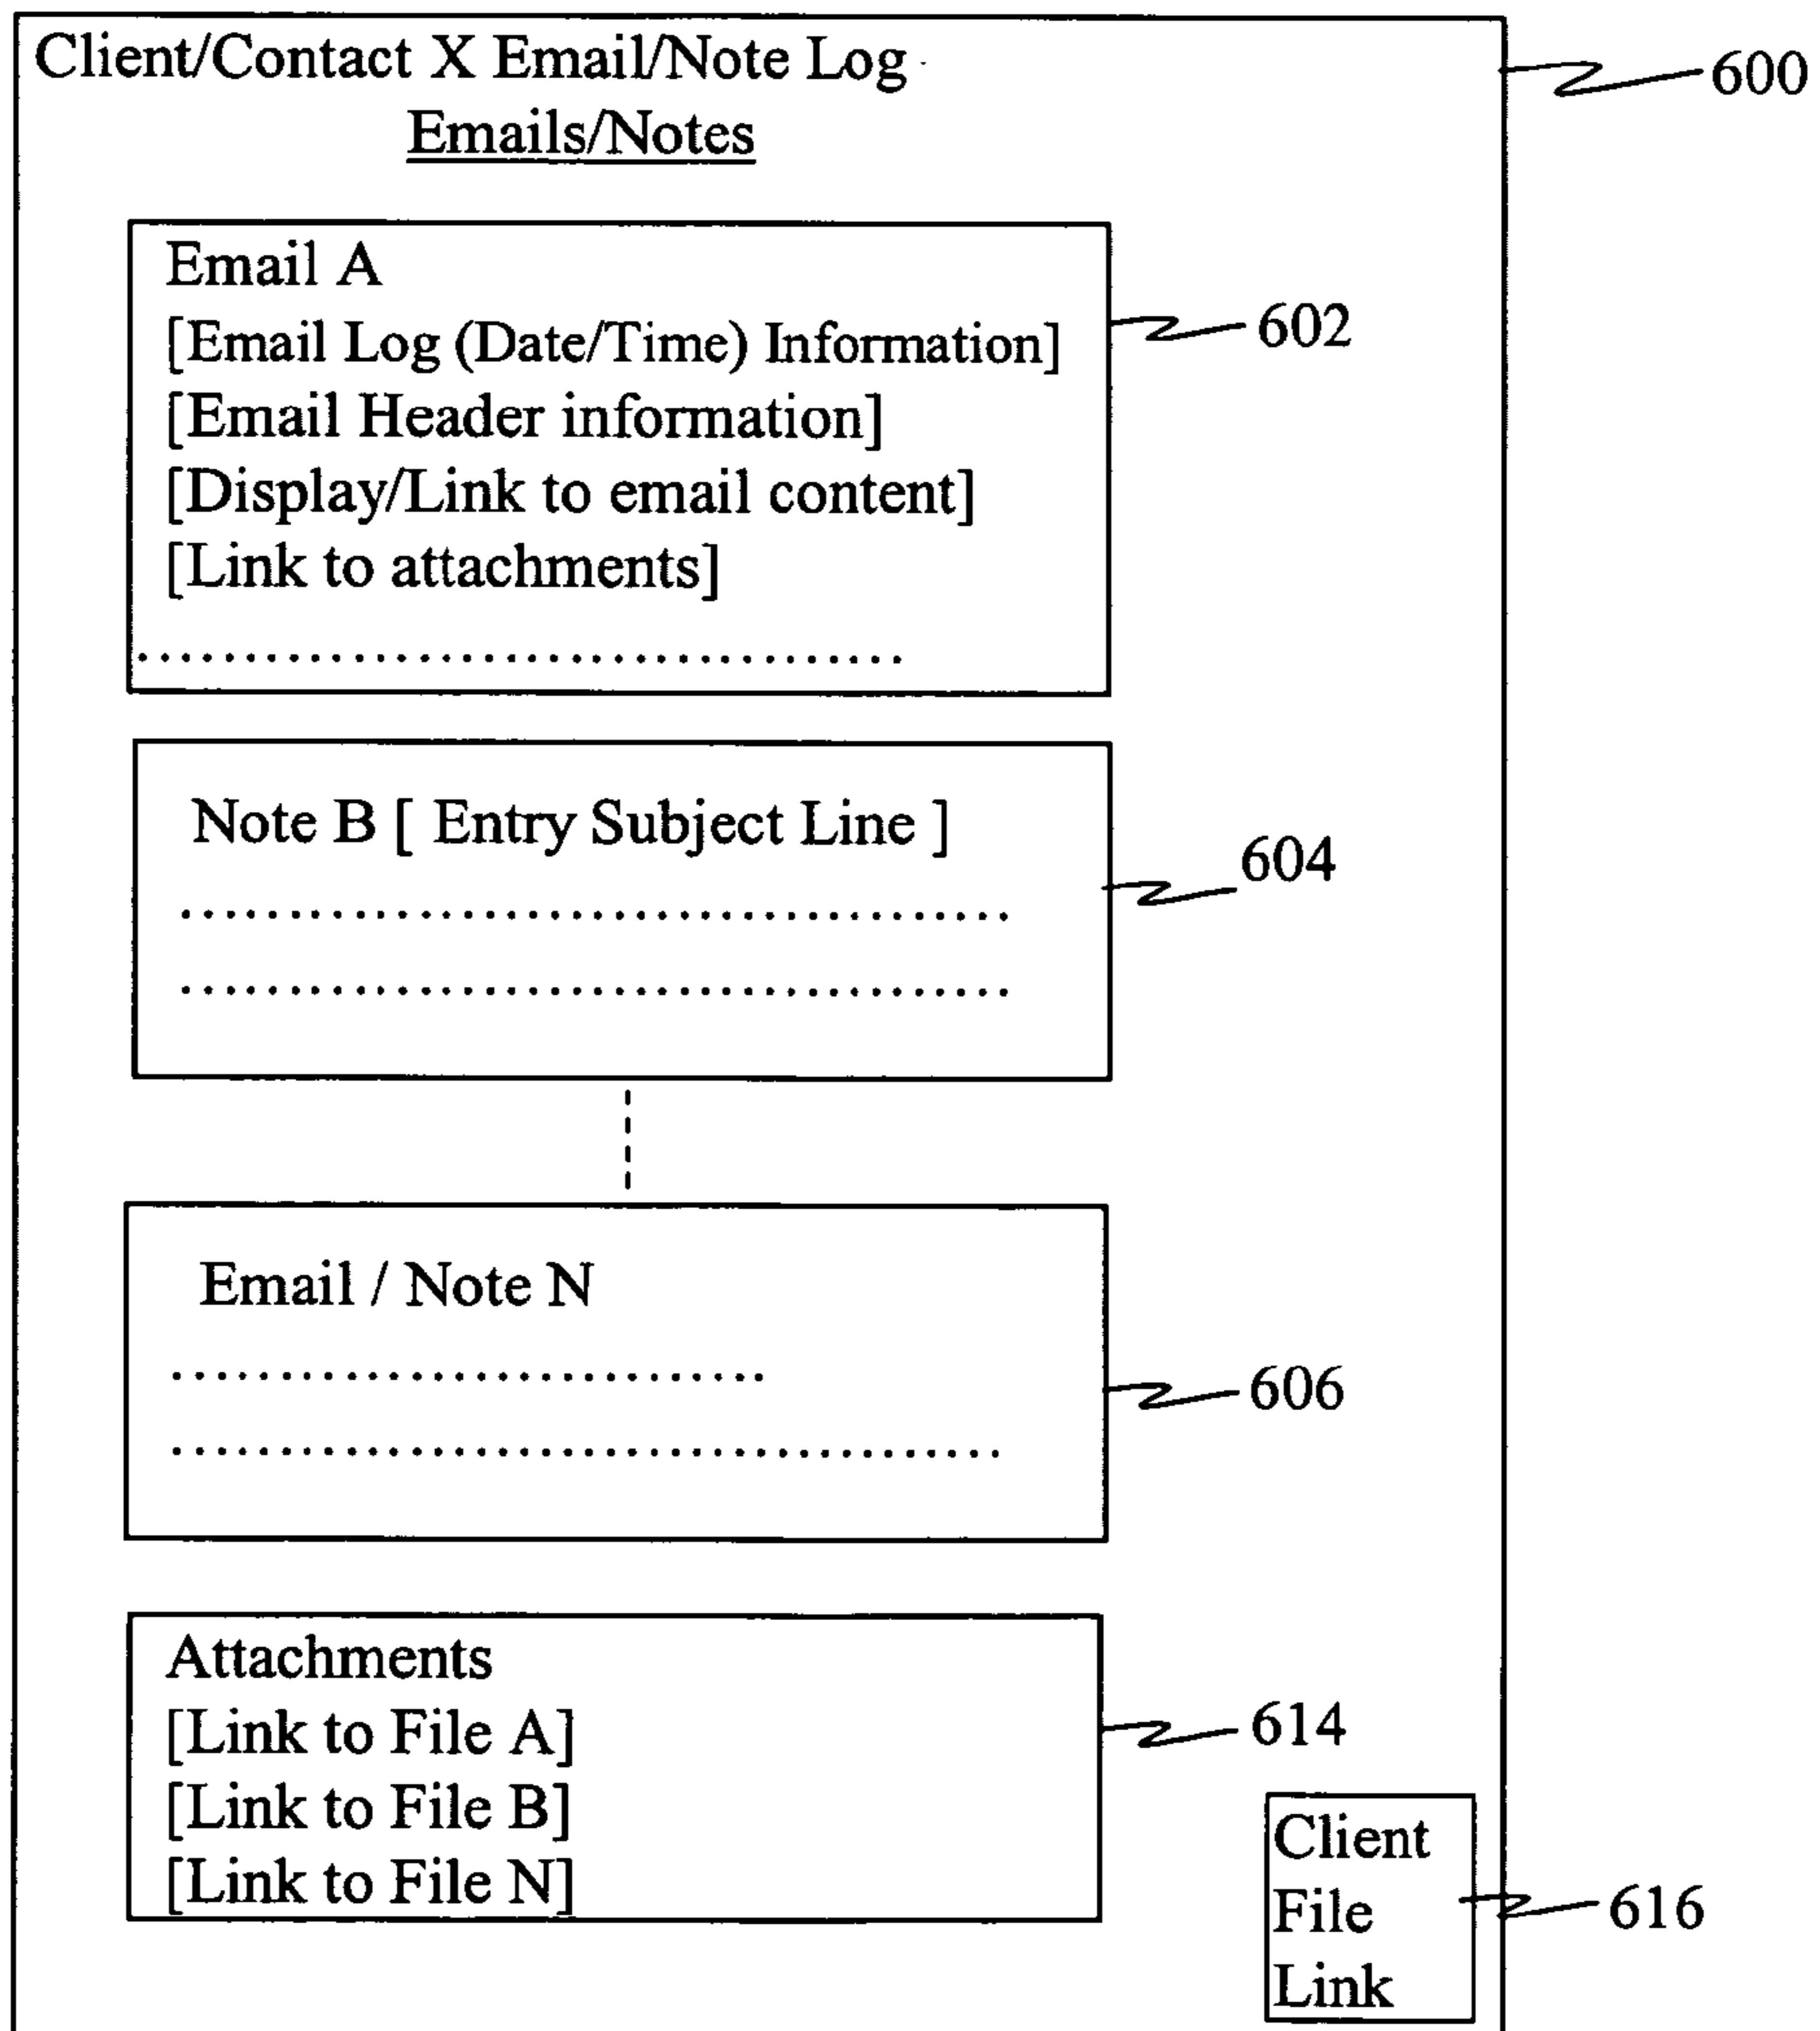 Client/Contact X Email/Note Log
600
Emails/Notes
Email A
[Email Log (Date/Time) Information]
602
[Email Header information]
[Display/Link to email content]
[Link to attachments]
.....................................
Note B [ Entry Subject Line ]
604
.......................................
.......................................
Email / Note N
............................
606
.......................................
Attachments
[Link to File A]
614
[Link to File B]
[Link to File N]
Client
File
616
Link